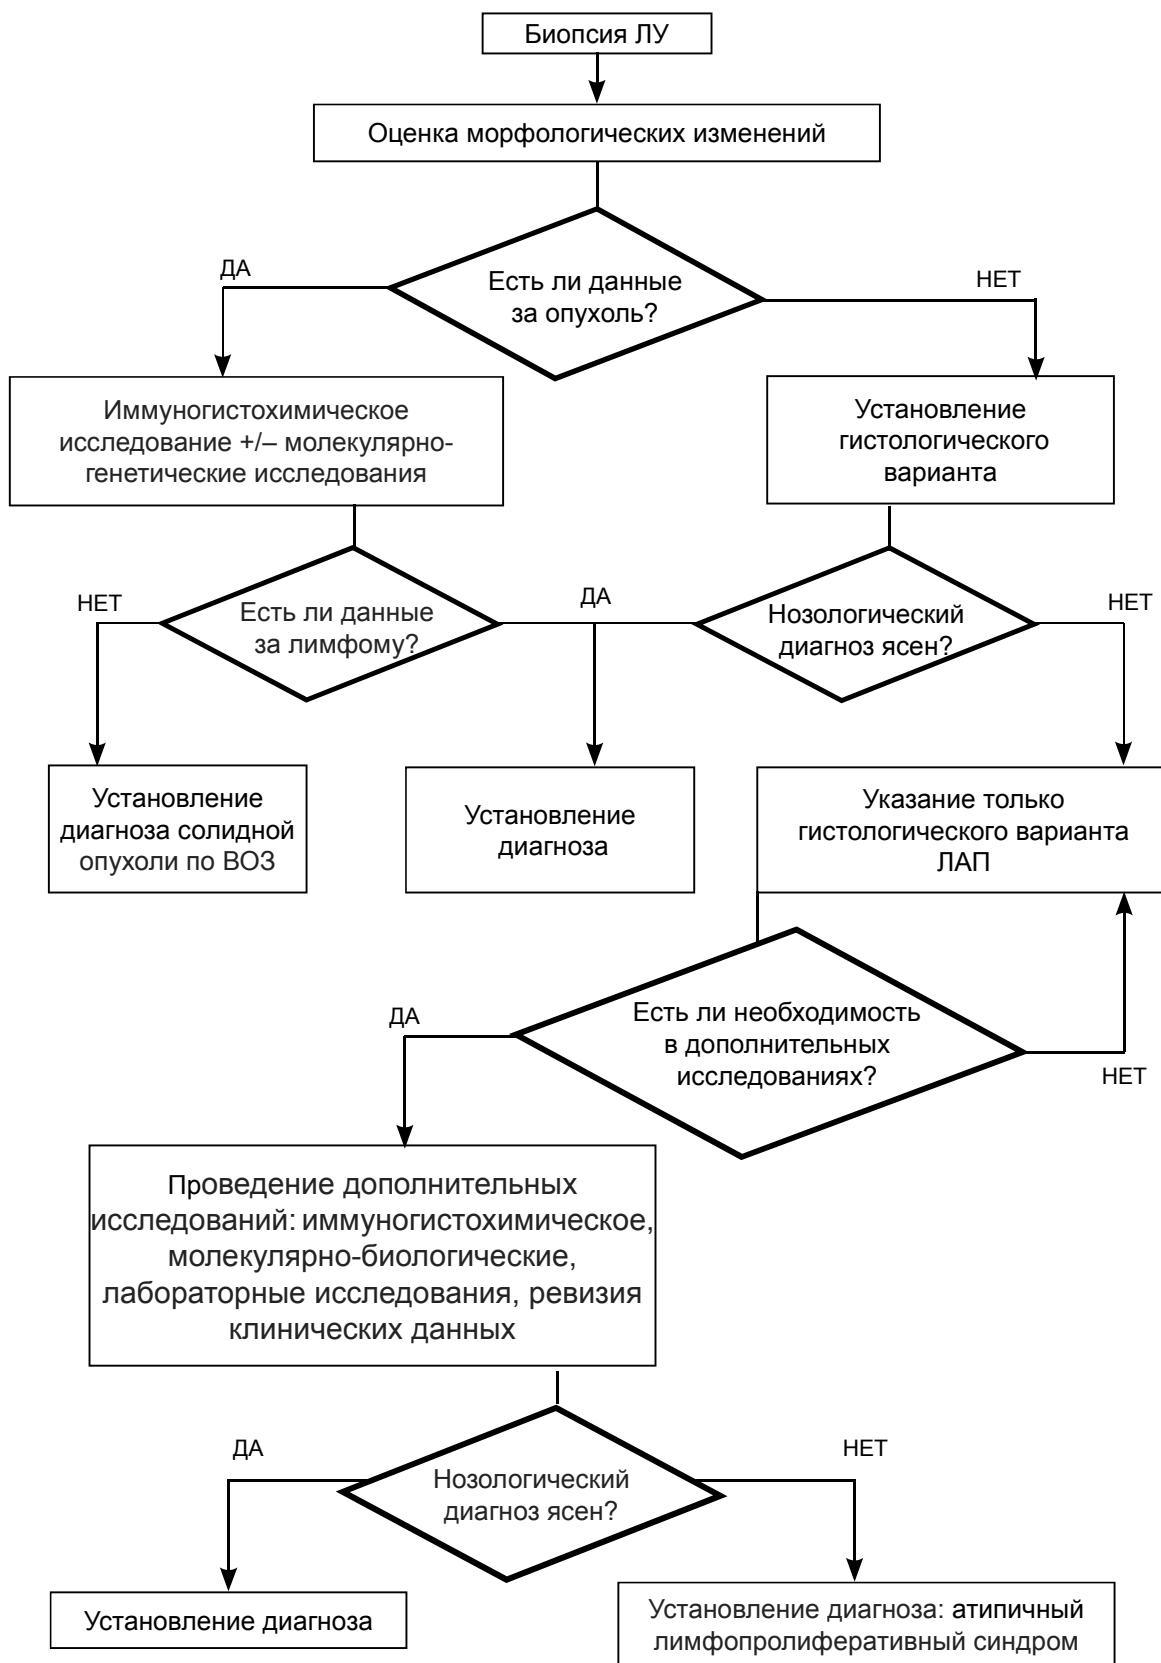 Биопсия ЛУ
Оценка морфологических изменений
Есть ли данные
за опухоль?
ДА
НЕТ
Иммуногистохимическое
исследование +/– молекулярно-
генетические исследования
Установление
гистологического
варианта
Есть ли данные
за лимфому?
НЕТ
ДА
Нозологический
диагноз ясен?
НЕТ
Установление
диагноза солидной
опухоли по ВОЗ
Установление
диагноза
Указание только
гистологического варианта
ЛАП
Есть ли необходимость
в дополнительных
исследованиях?
ДА
НЕТ
Проведение дополнительных
исследований: иммуногистохимическое,
молекулярно-биологические,
лабораторные исследования, ревизия
клинических данных
Нозологический
диагноз ясен?
ДА
НЕТ
Установление диагноза
Установление диагноза: атипичный
лимфопролиферативный синдром